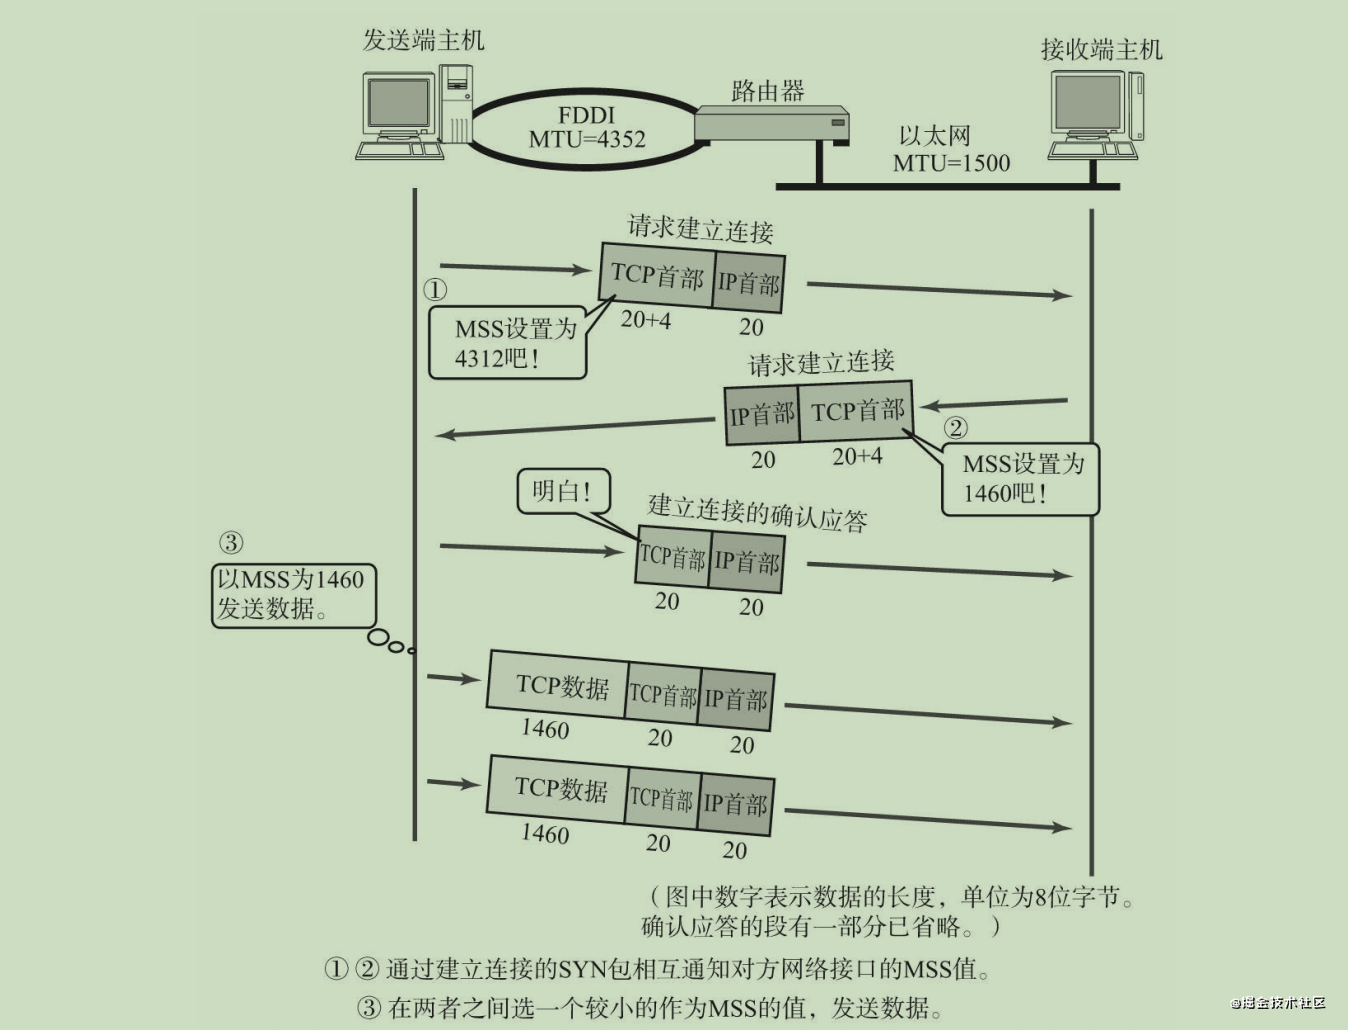 发送端主机
接收端主机
路由器
FDDI
MTU=4352
以太网
MTU=1500
请求建立连接
TCP首部 IP首部
20+4 20
①
MSS设置为
4312吧！
请求建立连接
IP首部 TCP首部
20 20+4
②
MSS设置为
1460吧！
明白！
建立连接的确认应答
TCP首部 IP首部
20 20
③
以MSS为1460
发送数据。
TCP数据 TCP首部 IP首部
1460 20 20
TCP数据 TCP首部 IP首部
1460 20 20
（图中数字表示数据的长度，单位为8位字节。
确认应答的段有一部分已省略。）
①②通过建立连接的SYN包相互通知对方网络接口的MSS值。
③在两者之间选一个较小的作为MSS的值，发送数据。
@掘金技术社区